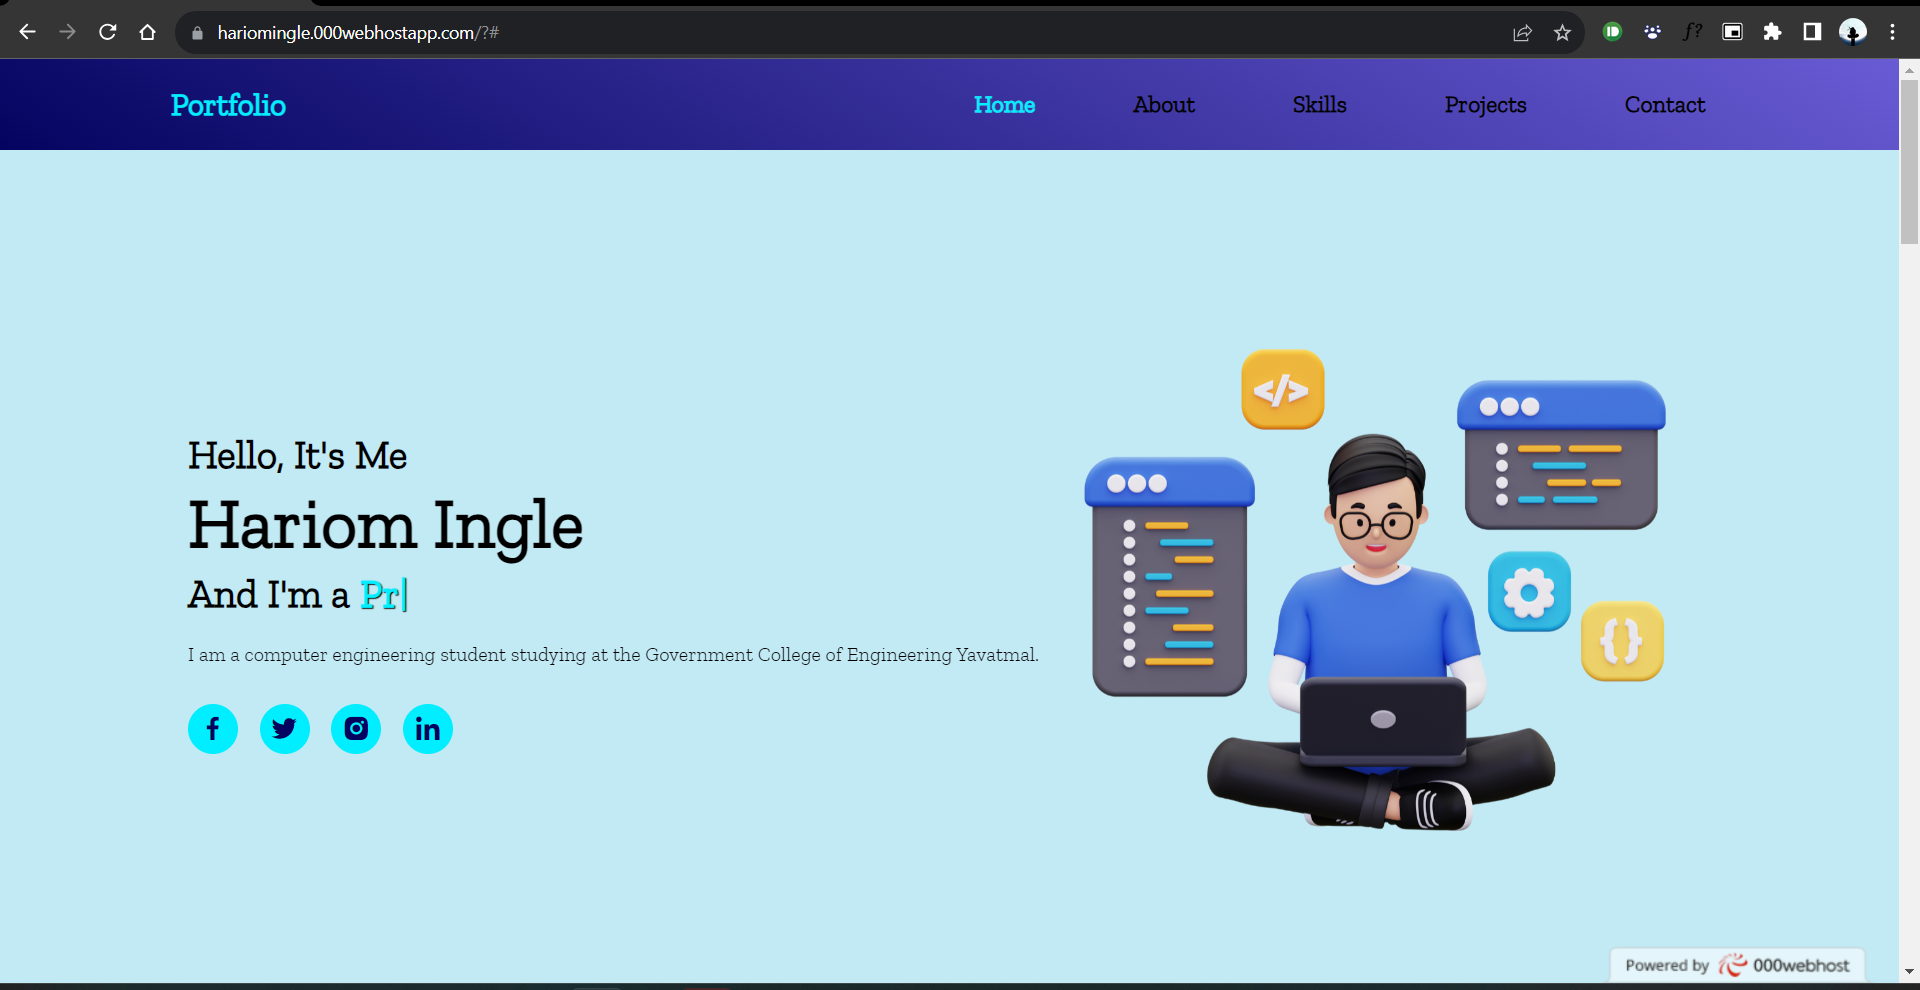 hariomingle.000webhostapp.com/?#
Portfolio
Home About Skills Projects Contact
</>
Hello, It's Me
Hariom Ingle
And I'm a Pr|
{}
I am a computer engineering student studying at the Government College of Engineering Yavatmal.
Powered by 000webhost